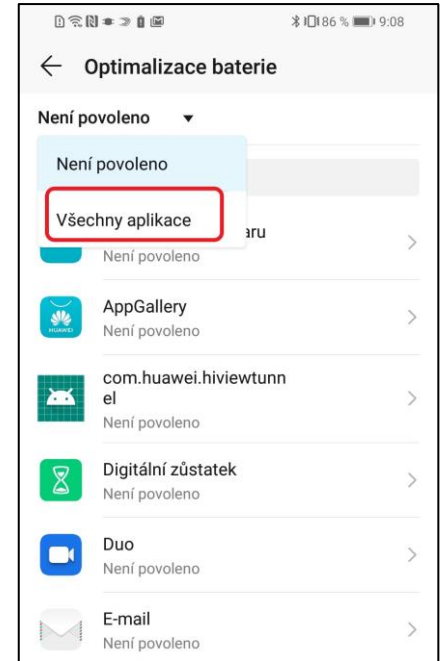 86 % 9:08
Optimalizace baterie
Není povoleno
Není povoleno
Všechny aplikace
aru
Není povoleno
AppGallery
Není povoleno
HUAWEI
com.huawei.hiviewtunn
el
Není povoleno
Digitální zůstatek
Není povoleno
Duo
Není povoleno
E-mail
Není povoleno